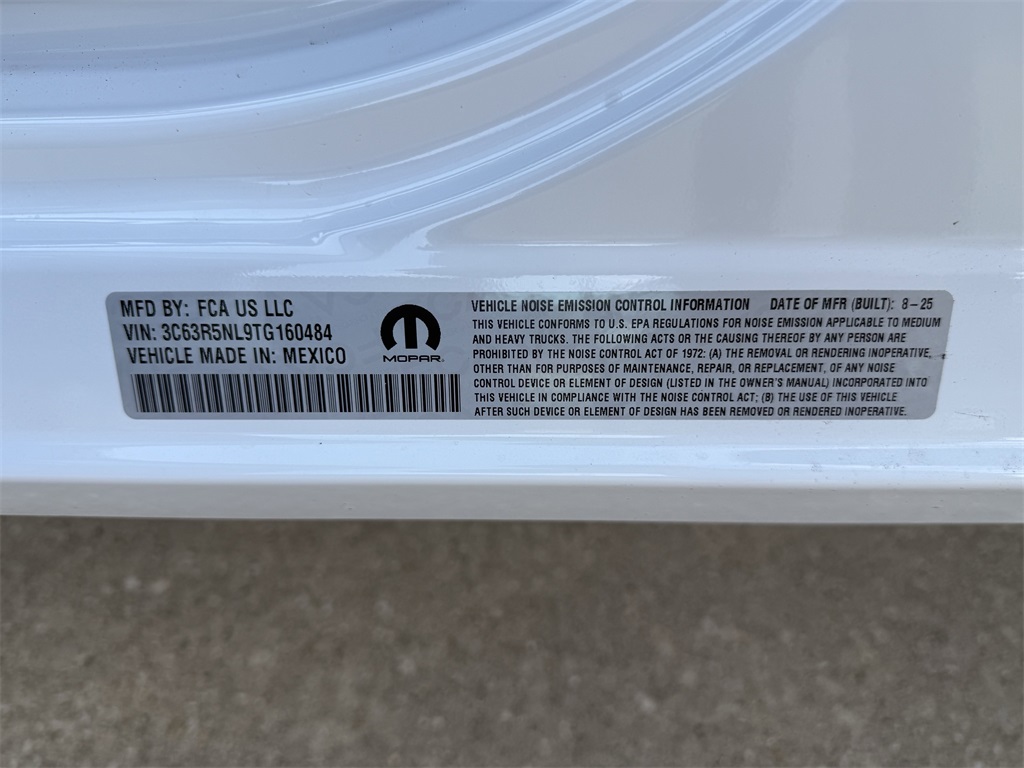 MFD BY: FCA US LLC
VIN: 3C63R5NL9TG160484
VEHICLE MADE IN: MEXICO
MOPAR
VEHICLE NOISE EMISSION CONTROL INFORMATION DATE OF MFR (BUILT): 8-25
THIS VEHICLE CONFORMS TO U.S. EPA REGULATIONS FOR NOISE EMISSION APPLICABLE TO MEDIUM
AND HEAVY TRUCKS. THE FOLLOWING ACTS OR THE CAUSING THEREOF BY ANY PERSON ARE
PROHIBITED BY THE NOISE CONTROL ACT OF 1972: (A) THE REMOVAL OR RENDERING INOPERATIVE,
OTHER THAN FOR PURPOSES OF MAINTENANCE, REPAIR, OR REPLACEMENT, OF ANY NOISE
CONTROL DEVICE OR ELEMENT OF DESIGN (LISTED IN THE OWNER'S MANUAL) INCORPORATED INTO
THIS VEHICLE IN COMPLIANCE WITH THE NOISE CONTROL ACT; (B) THE USE OF THIS VEHICLE
AFTER SUCH DEVICE OR ELEMENT OF DESIGN HAS BEEN REMOVED OR RENDERED INOPERATIVE.